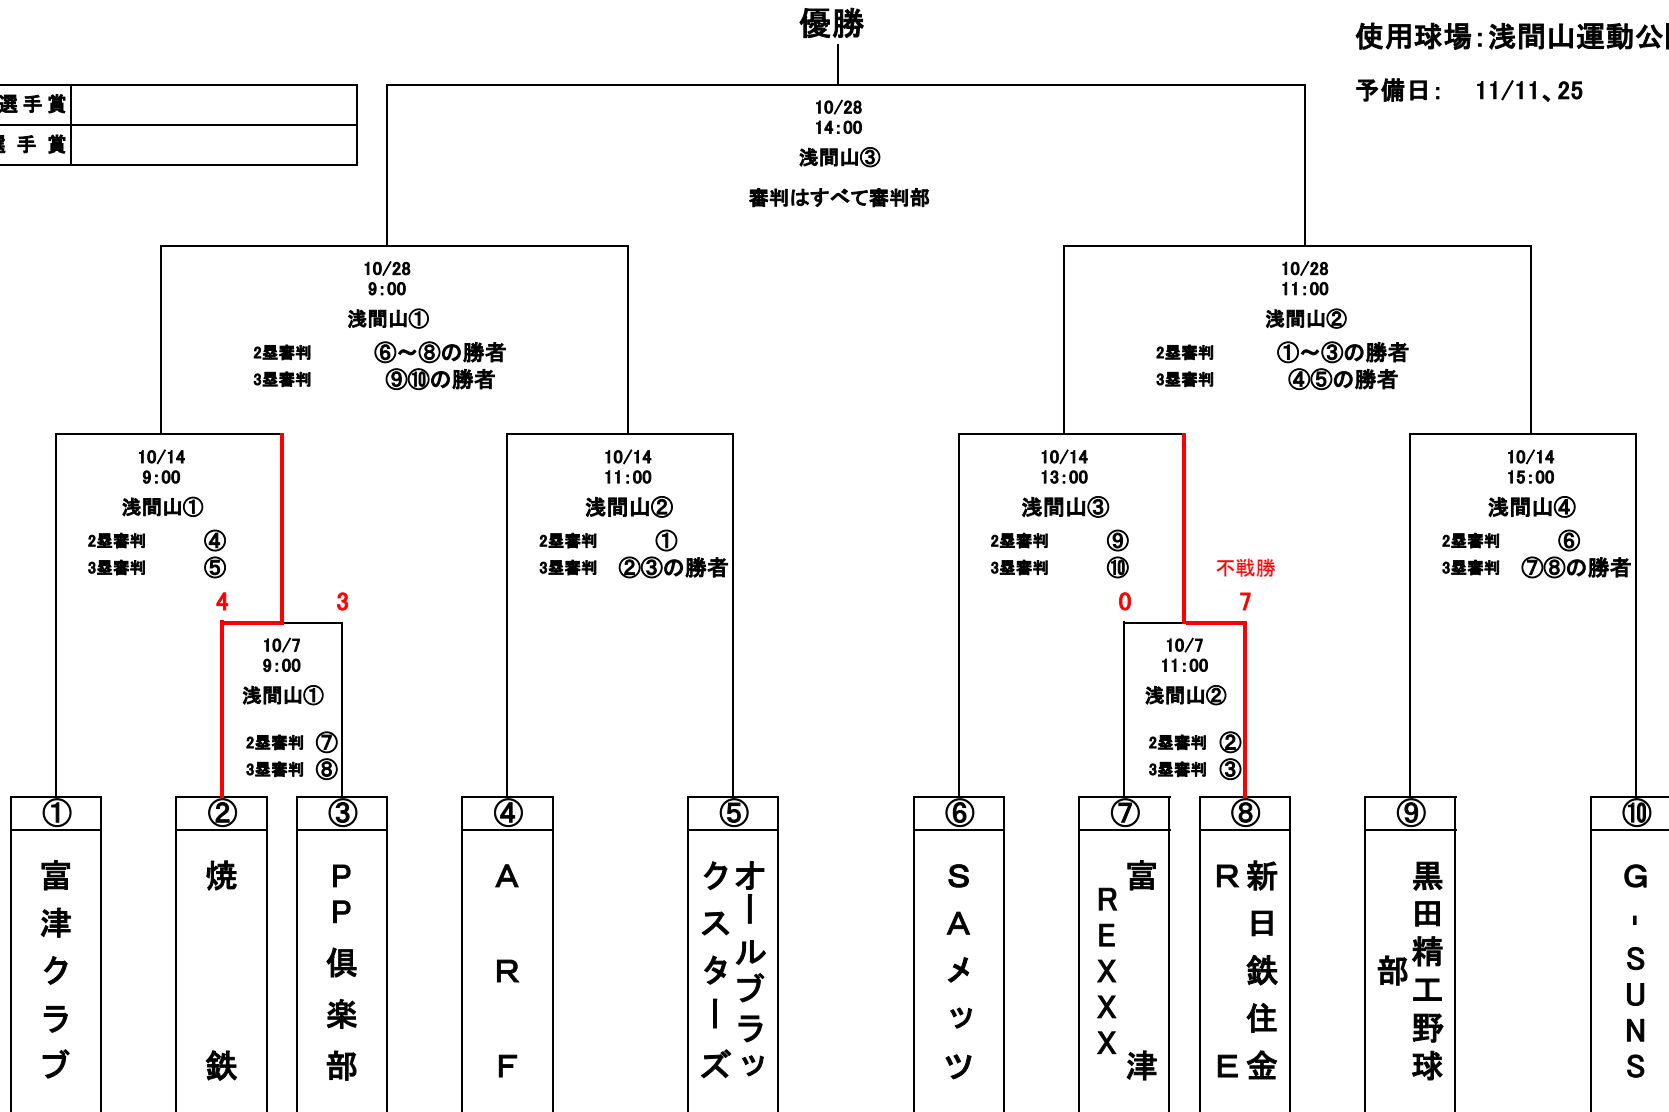 優勝
使用球場：浅間山運動公
予備日：　11/11、25
選手賞
手賞
10/28
14:00
浅間山③
審判はすべて審判部
10/28
9:00
浅間山①
2塁審判　⑥～⑧の勝者
3塁審判　⑨⑩の勝者
10/28
11:00
浅間山②
2塁審判　①～③の勝者
3塁審判　④⑤の勝者
10/14
9:00
浅間山①
2塁審判　④
3塁審判　⑤
10/14
11:00
浅間山②
2塁審判　①
3塁審判　②③の勝者
10/14
13:00
浅間山③
2塁審判　⑨
3塁審判　⑩
10/14
15:00
浅間山④
2塁審判　⑥
3塁審判　⑦⑧の勝者
4　3
不戦勝
0　7
10/7
9:00
浅間山①
2塁審判　⑦
3塁審判　⑧
10/7
11:00
浅間山②
2塁審判　②
3塁審判　③
①
富津クラブ
②
焼鉄
③
ＰＰ倶楽部
④
ＡＲＦ
⑤
オールブラッ
クスターズ
⑥
ＳＡメッツ
⑦
富津
ＲＥＸＸＸ
⑧
新日鉄住金
ＲＥ
⑨
黒田精工野球
部
⑩
Ｇ-ＳＵＮＳ